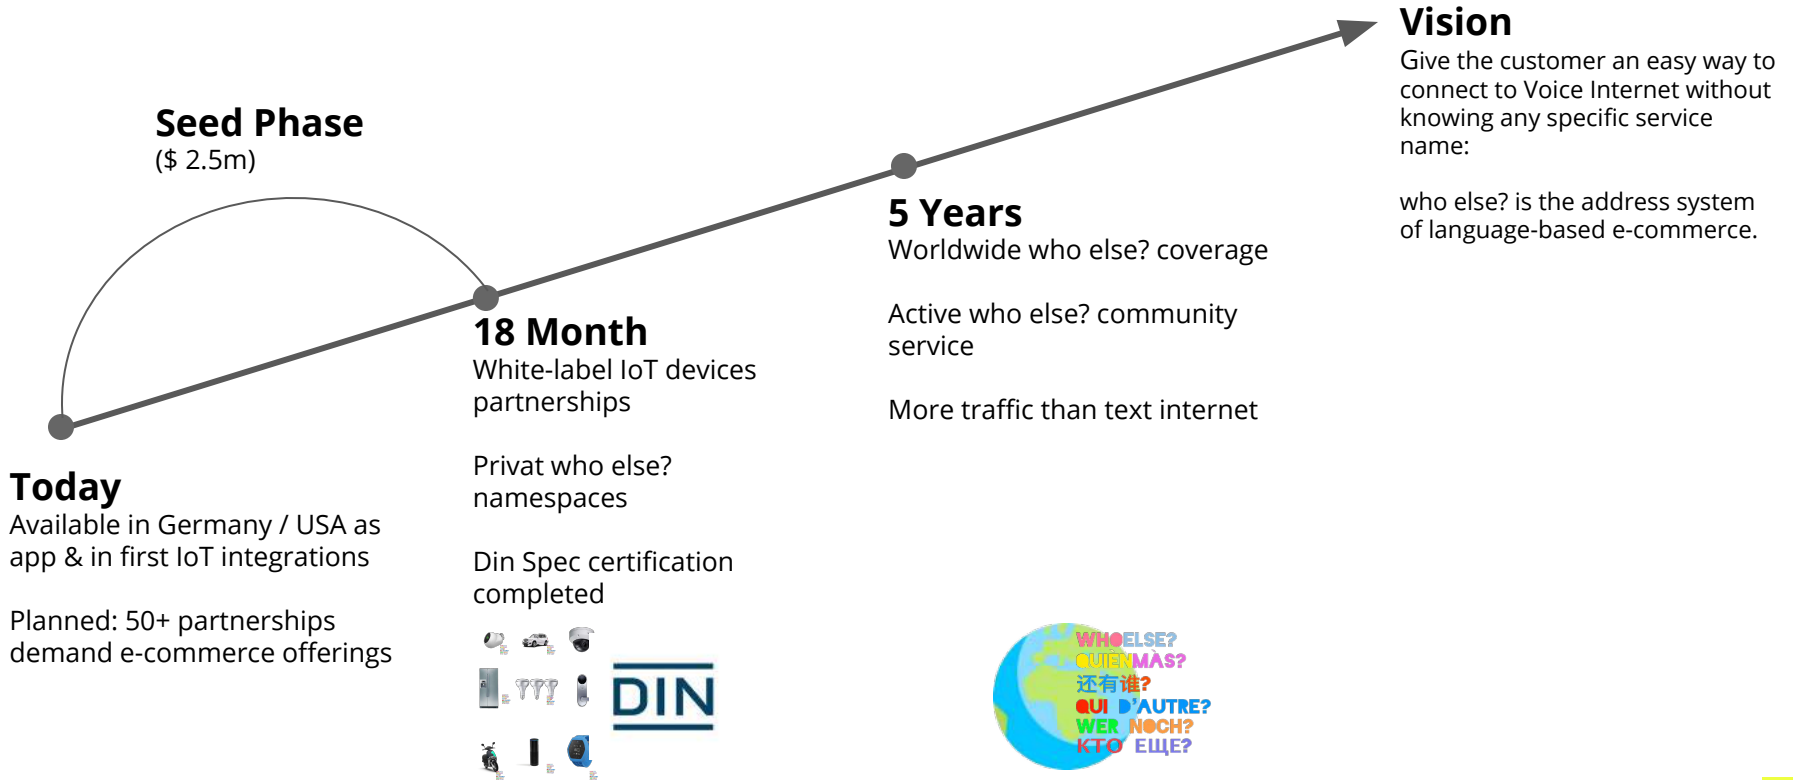 Vision
Give the customer an easy way to
connect to Voice Internet without
knowing any specific service
name:
who else? is the address system
of language-based e-commerce.
Seed Phase
($ 2.5m)
5 Years
Worldwide who else? coverage
Active who else? community
service
More traffic than text internet
18 Month
White-label IoT devices
partnerships
Privat who else?
namespaces
Din Spec certification
completed
Today
Available in Germany / USA as
app & in first IoT integrations
Planned: 50+ partnerships
demand e-commerce offerings
DIN
WHOELSE?
QUIÈNMÀS?
还有谁?
QUI D'AUTRE?
WER NOCH?
КТО ЕЩЕ?